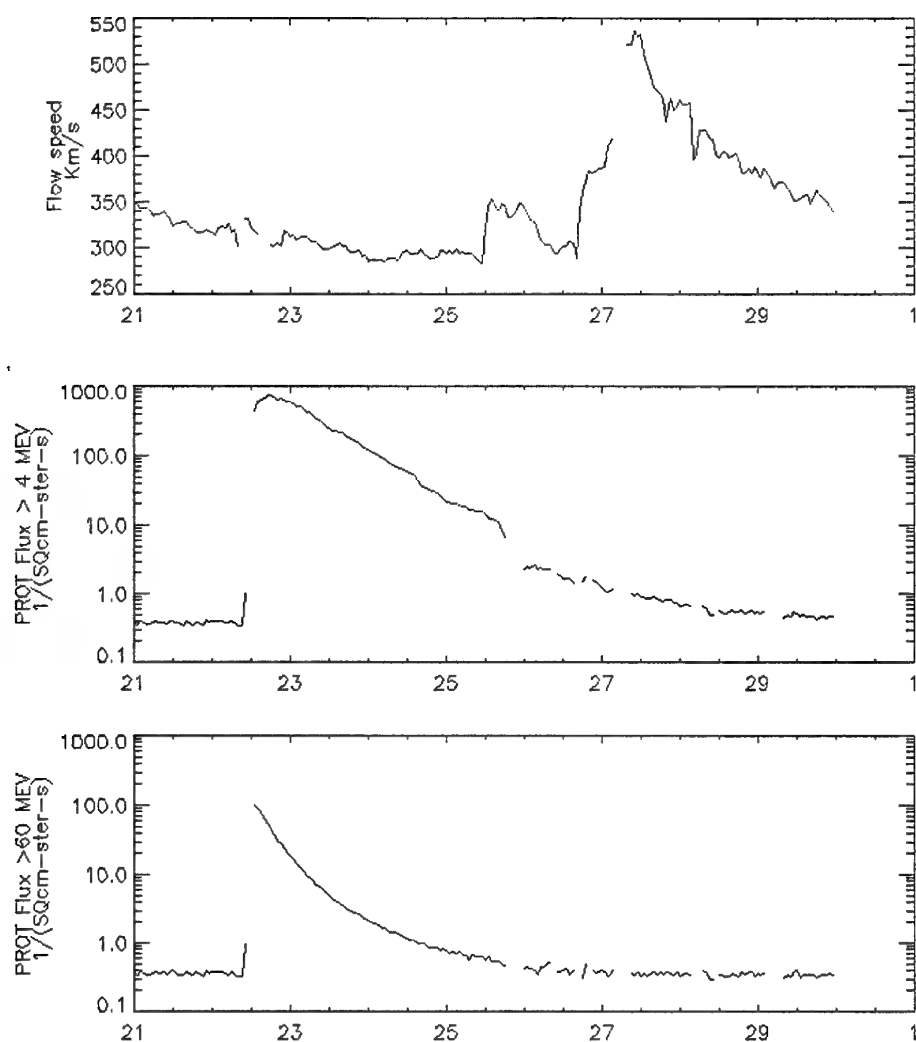 Flow speed
Km/s
550
500
450
400
350
300
250
21 23 25 27 29 1
PROT Flux > 4 MEV
1/(SQcm-ster-s)
1000.0
100.0
10.0
1.0
0.1
21 23 25 27 29 1
PROT Flux >60 MEV
1/(SQcm-ster-s)
1000.0
100.0
10.0
1.0
0.1
21 23 25 27 29 1